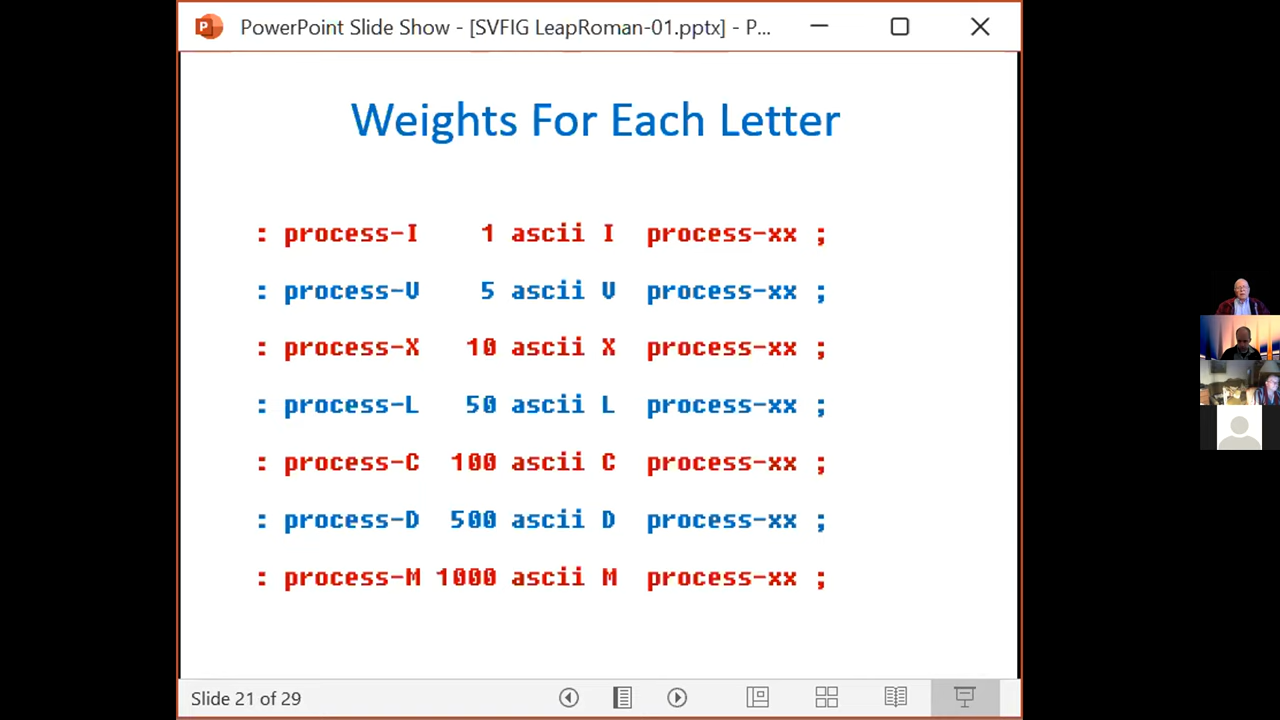 PowerPoint Slide Show - [SVFIG LeapRoman-01.pptx] - P...
Weights For Each Letter
: process-I 1 ascii I process-xx ;
: process-V 5 ascii V process-xx ;
: process-X 10 ascii X process-xx ;
: process-L 50 ascii L process-xx ;
: process-C 100 ascii C process-xx ;
: process-D 500 ascii D process-xx ;
: process-M 1000 ascii M process-xx ;
Slide 21 of 29